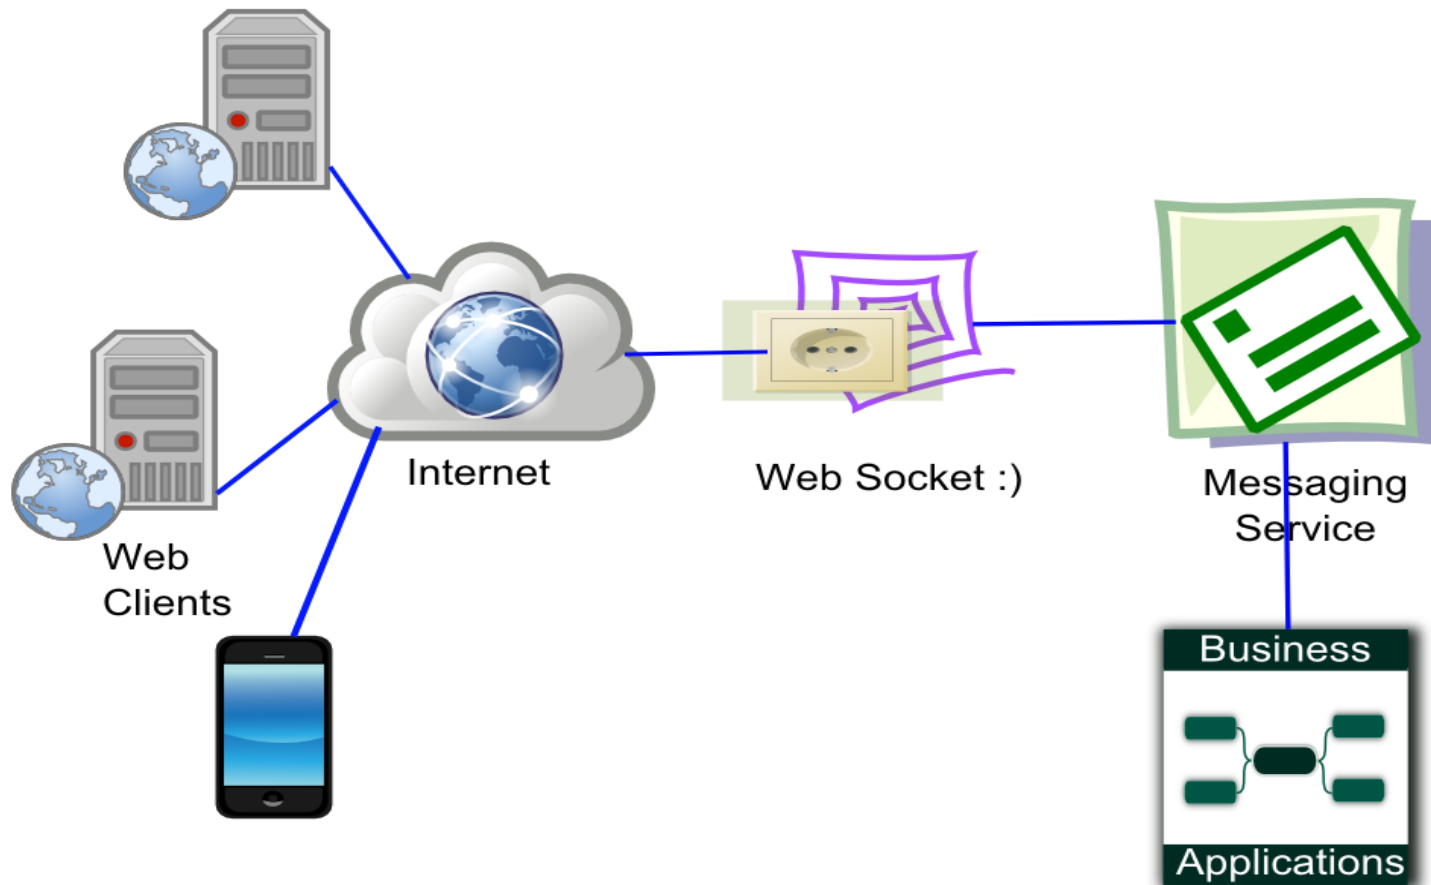 Internet
Web Socket :)
Messaging
Service
Web
Clients
Business
Applications